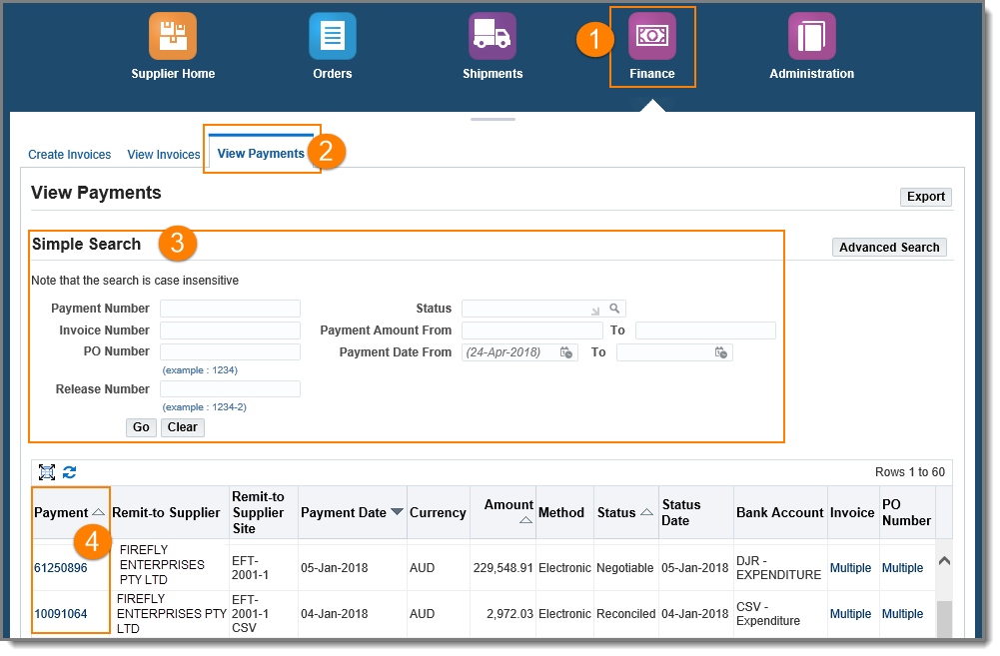 Supplier Home Orders Shipments 1 Finance Administration
Create Invoices View Invoices View Payments 2
View Payments
Export
Simple Search 3
Advanced Search
Note that the search is case insensitive
Payment Number Status
Invoice Number Payment Amount From To
PO Number Payment Date From (24-Apr-2018) To
(example : 1234)
Release Number
(example : 1234-2)
Go Clear
Rows 1 to 60
Payment Remit-to Supplier Remit-to Supplier Site Payment Date Currency Amount Method Status Status Date Bank Account Invoice PO Number
4
61250896 FIREFLY ENTERPRISES PTY LTD EFT-2001-1 05-Jan-2018 AUD 229,548.91 Electronic Negotiable 05-Jan-2018 DJR - EXPENDITURE Multiple Multiple
10091064 FIREFLY ENTERPRISES PTY LTD EFT-2001-1 CSV 04-Jan-2018 AUD 2,972.03 Electronic Reconciled 04-Jan-2018 CSV - Expenditure Multiple Multiple